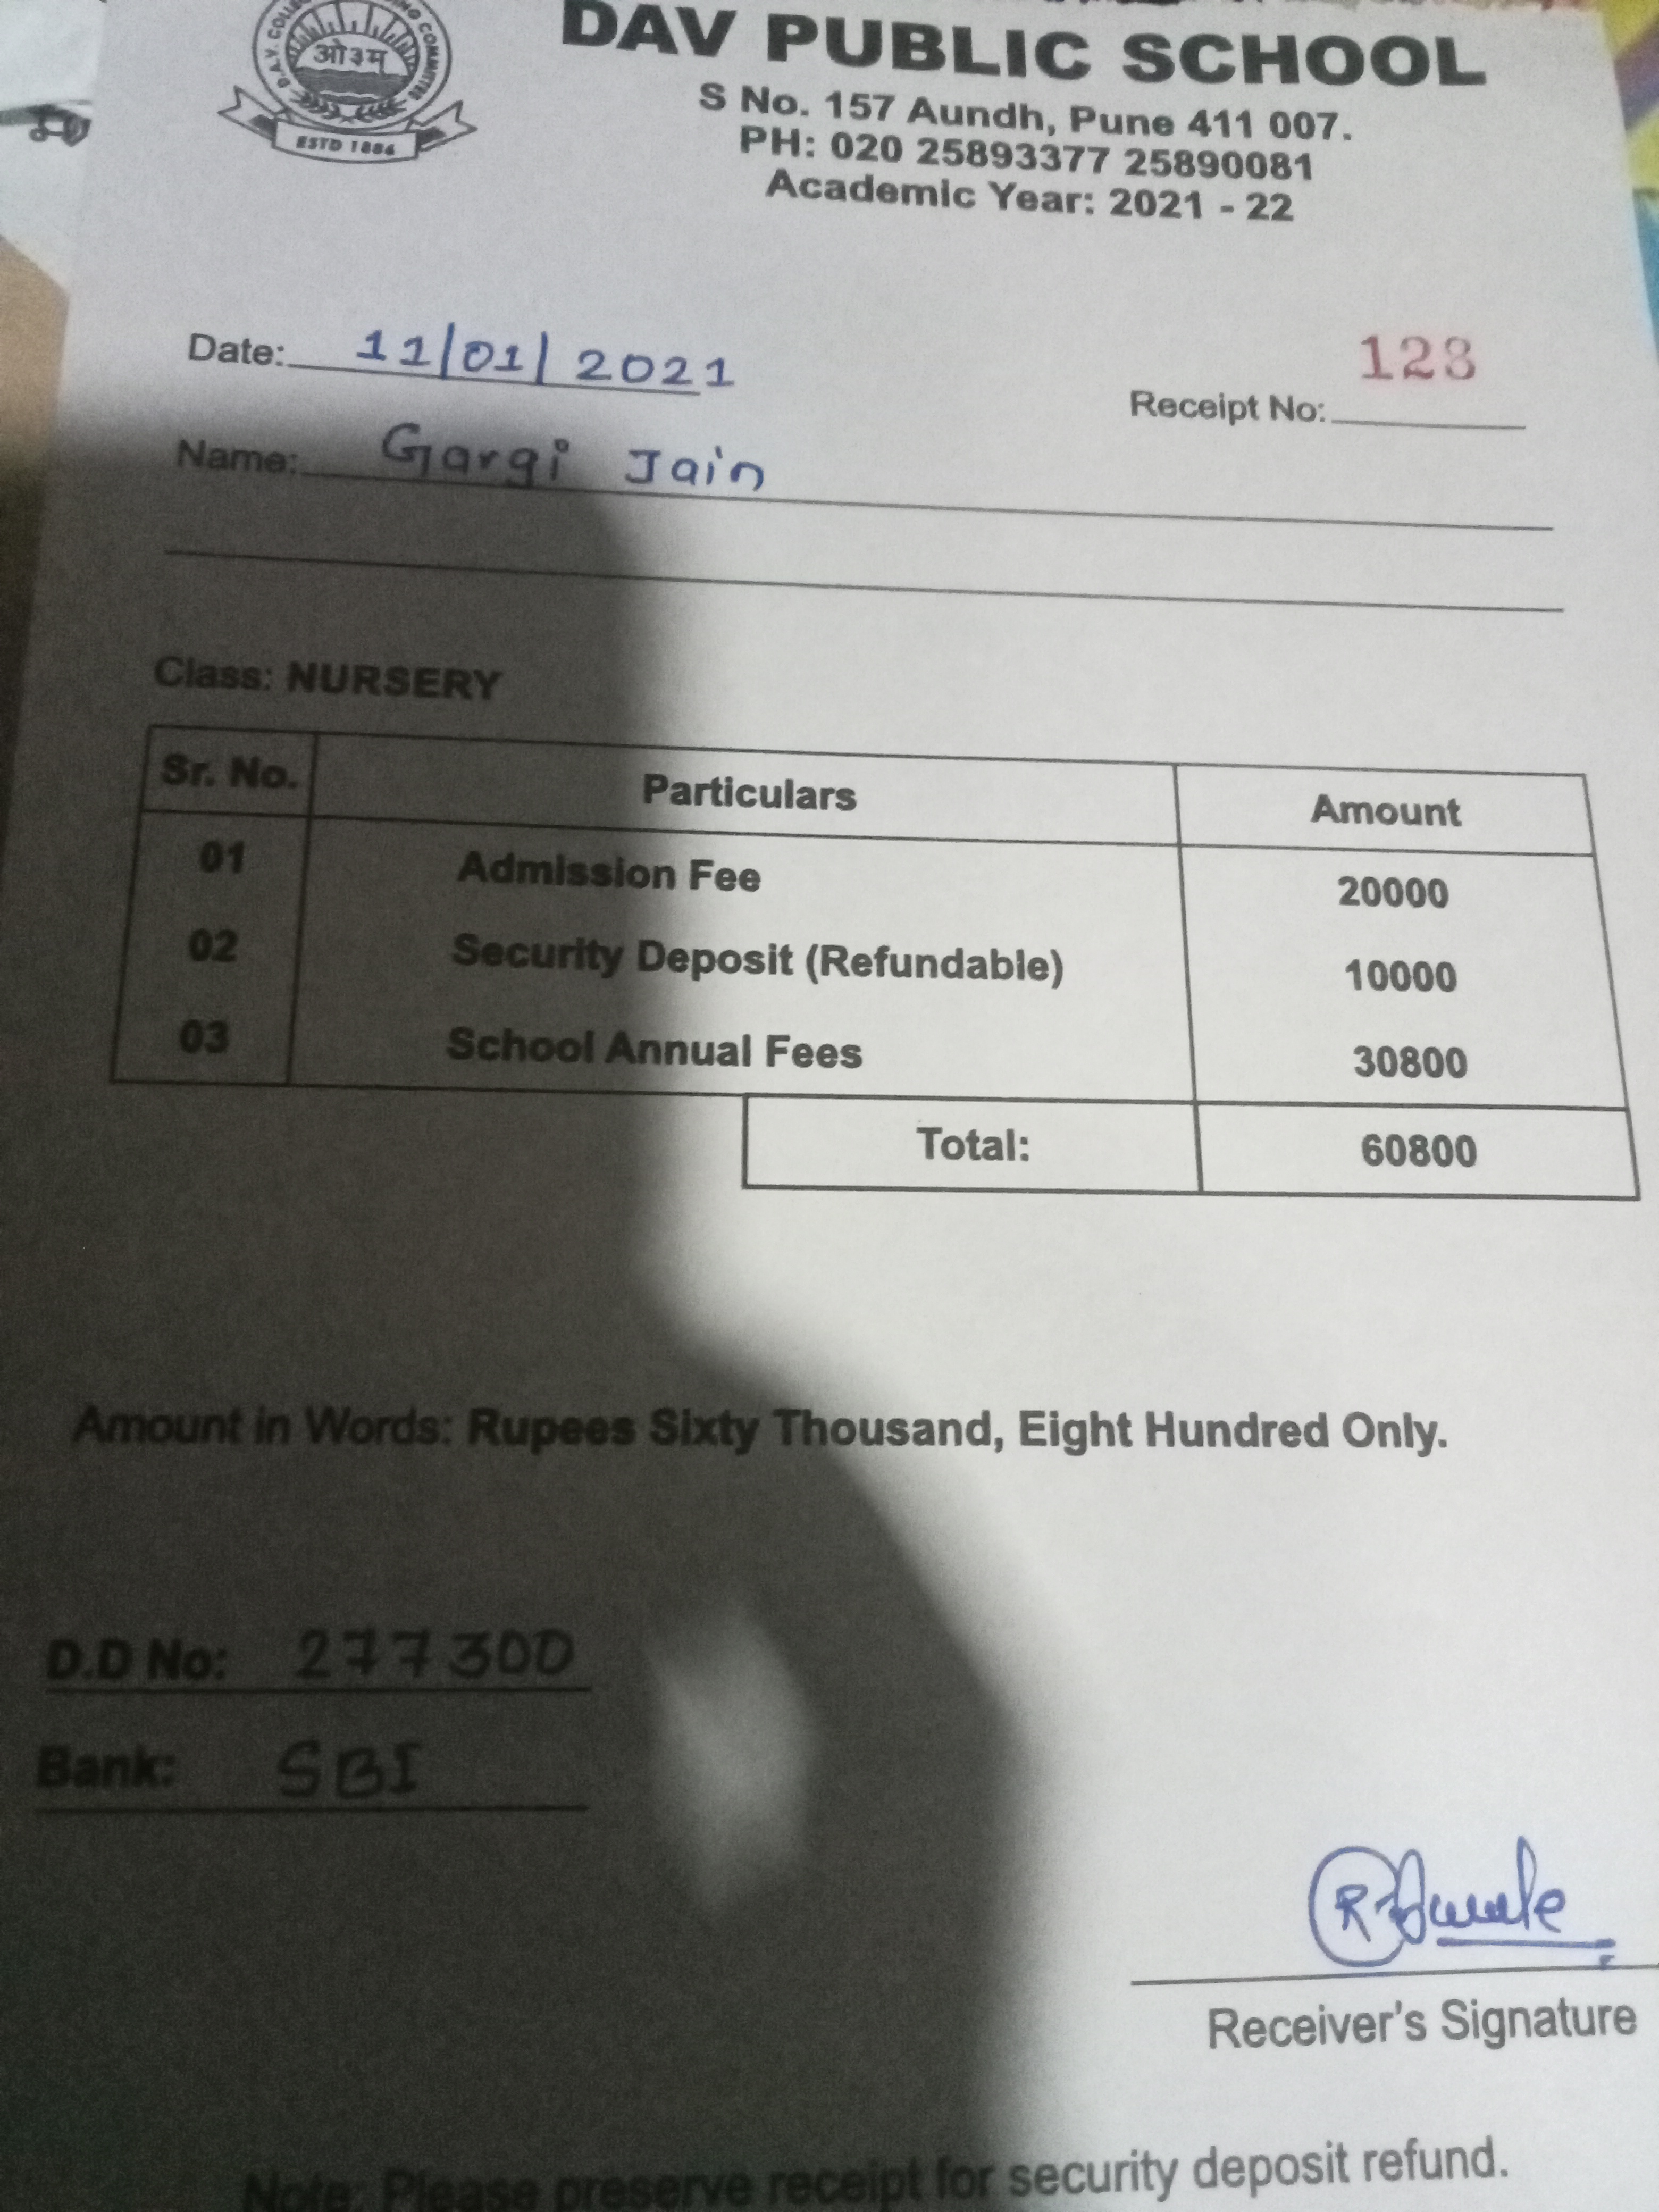 ओ३म्
ESTD 1886
DAV PUBLIC SCHOOL
S No. 157 Aundh, Pune 411 007.
PH: 020 25893377 25890081
Academic Year: 2021 - 22
Date: 11/01/2021
128
Receipt No:
Name: Gargi Jain
Class: NURSERY
Sr. No. Particulars Amount
01 Admission Fee 20000
02 Security Deposit (Refundable) 10000
03 School Annual Fees 30800
Total: 60800
Amount in Words: Rupees Sixty Thousand, Eight Hundred Only.
D.D No: 277300
Bank: SBI
Receiver's Signature
Note: Please preserve receipt for security deposit refund.